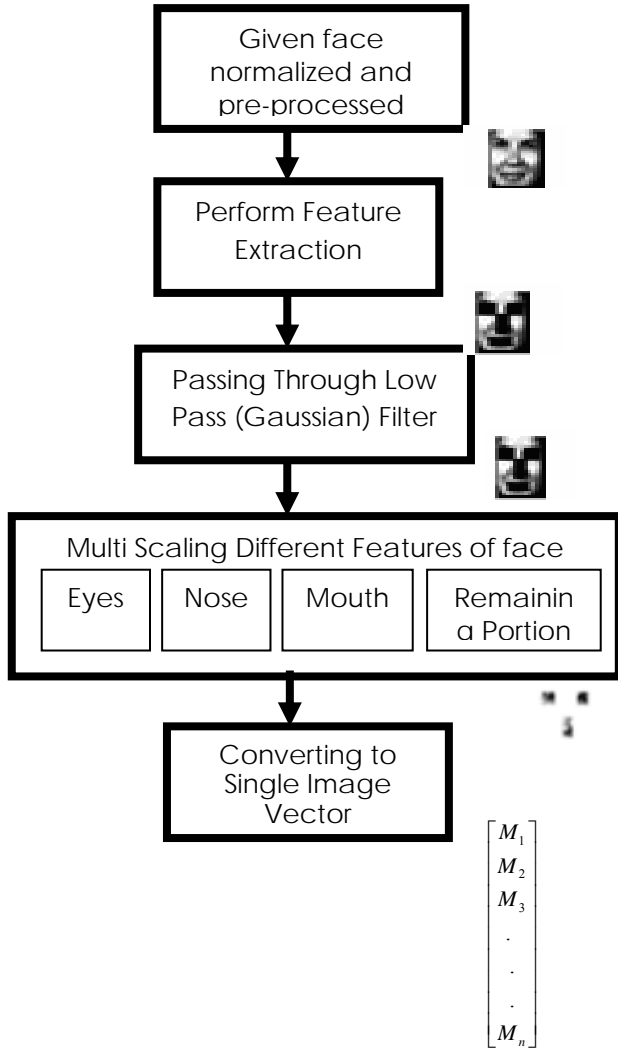 Given face
normalized and
pre-processed
Perform Feature
Extraction
Passing Through Low
Pass (Gaussian) Filter
Multi Scaling Different Features of face
Eyes
Nose
Mouth
Remainin
g Portion
Converting to
Single Image
Vector
M₁
M₂
M₃
.
.
.
Mₙ